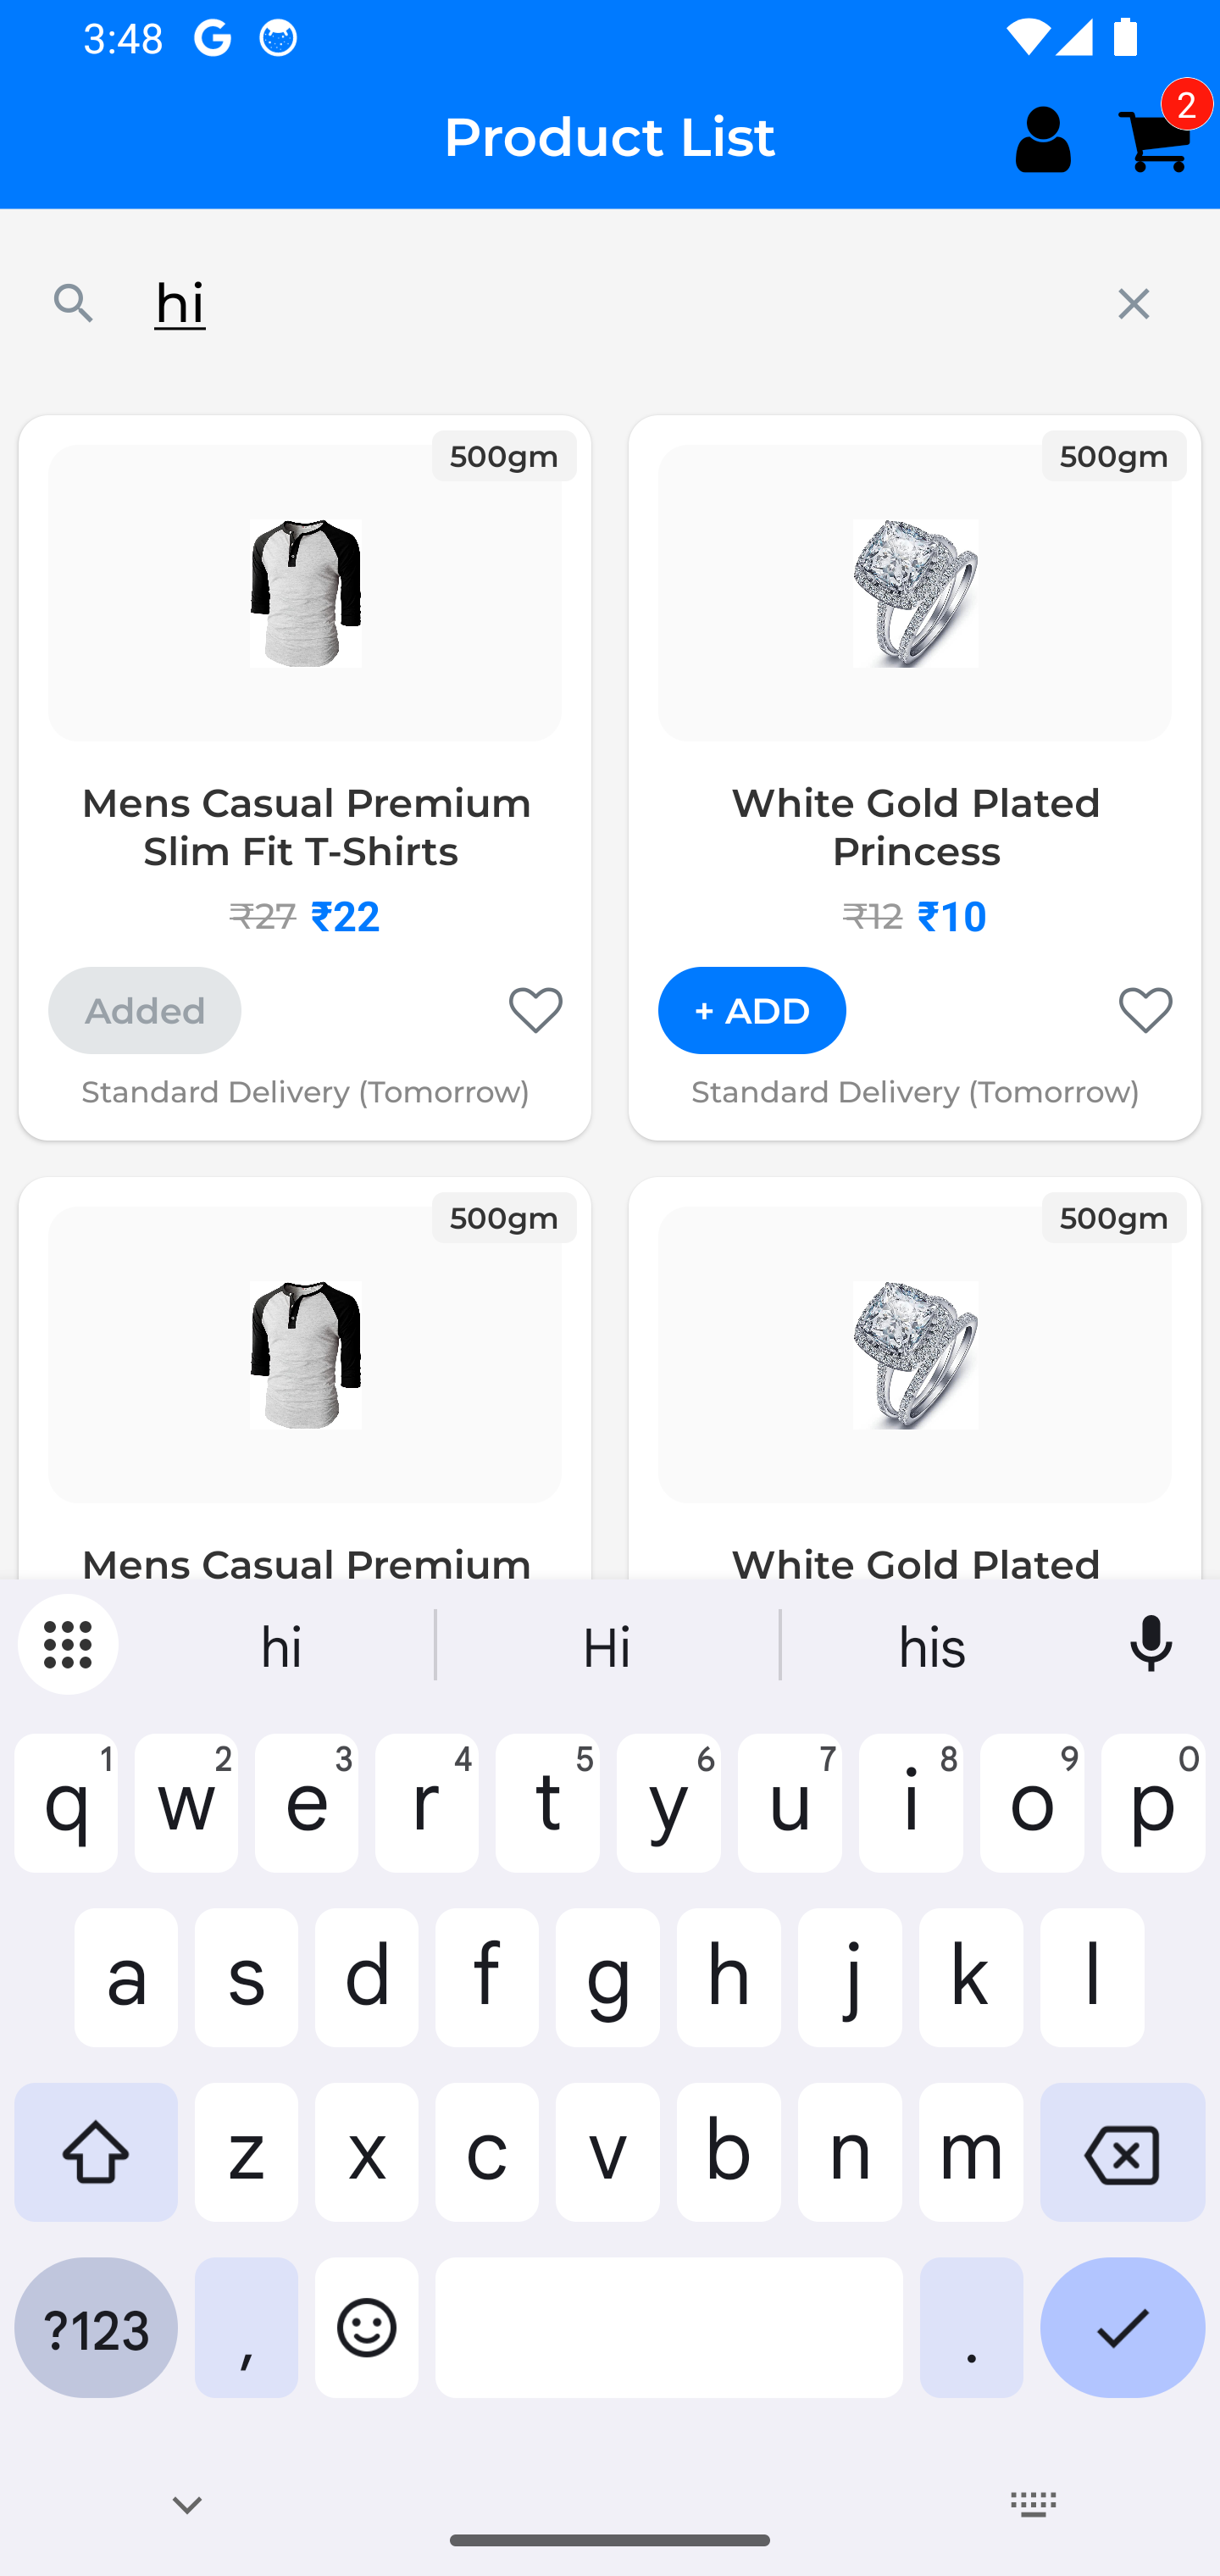 3:48
Product List
2
hi
500gm
500gm
Mens Casual Premium
Slim Fit T-Shirts
White Gold Plated
Princess
₹27 ₹22
₹12 ₹10
Added
+ ADD
Standard Delivery (Tomorrow)
Standard Delivery (Tomorrow)
500gm
500gm
Mens Casual Premium
White Gold Plated
hi Hi his
q 1 w 2 e 3 r 4 t 5 y 6 u 7 i 8 o 9 p 0
a s d f g h j k l
z x c v b n m
?123 , .